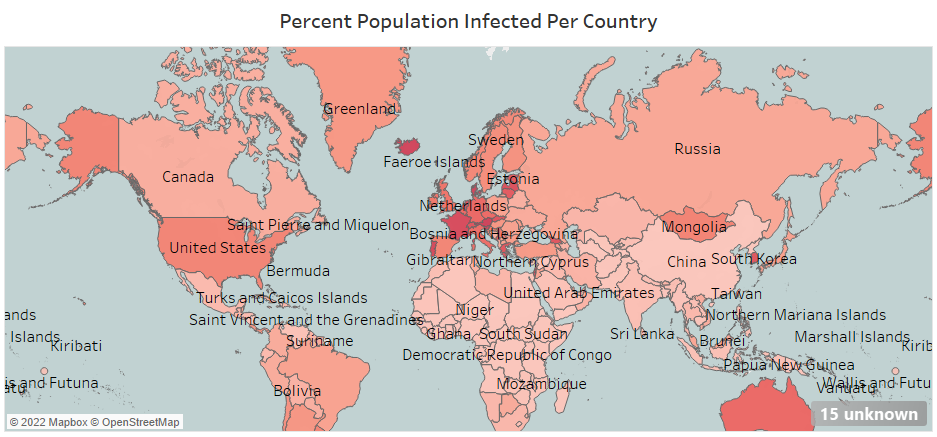 Percent Population Infected Per Country
Greenland
Sweden
Faeroe Islands
Russia
Canada
Estonia
Netherlands
Saint Pierre and Miquelon
Bosnia and Herzegovina
Mongolia
United States
Gibraltar
Northern Cyprus
China
South Korea
Bermuda
Turks and Caicos Islands
United Arab Emirates
Taiwan
Niger
ands
Saint Vincent and the Grenadines
Northern Mariana Islands
Islands
Kiribati
Suriname
Ghana
South Sudan
Sri Lanka
Brunei
Marshall Islands
Kirib
Democratic Republic of Congo
Papua New Guinea
is and Futuna
Bolivia
Mozambique
Wallis and Futu
Vanuatu
15 unknown
© 2022 Mapbox © OpenStreetMap